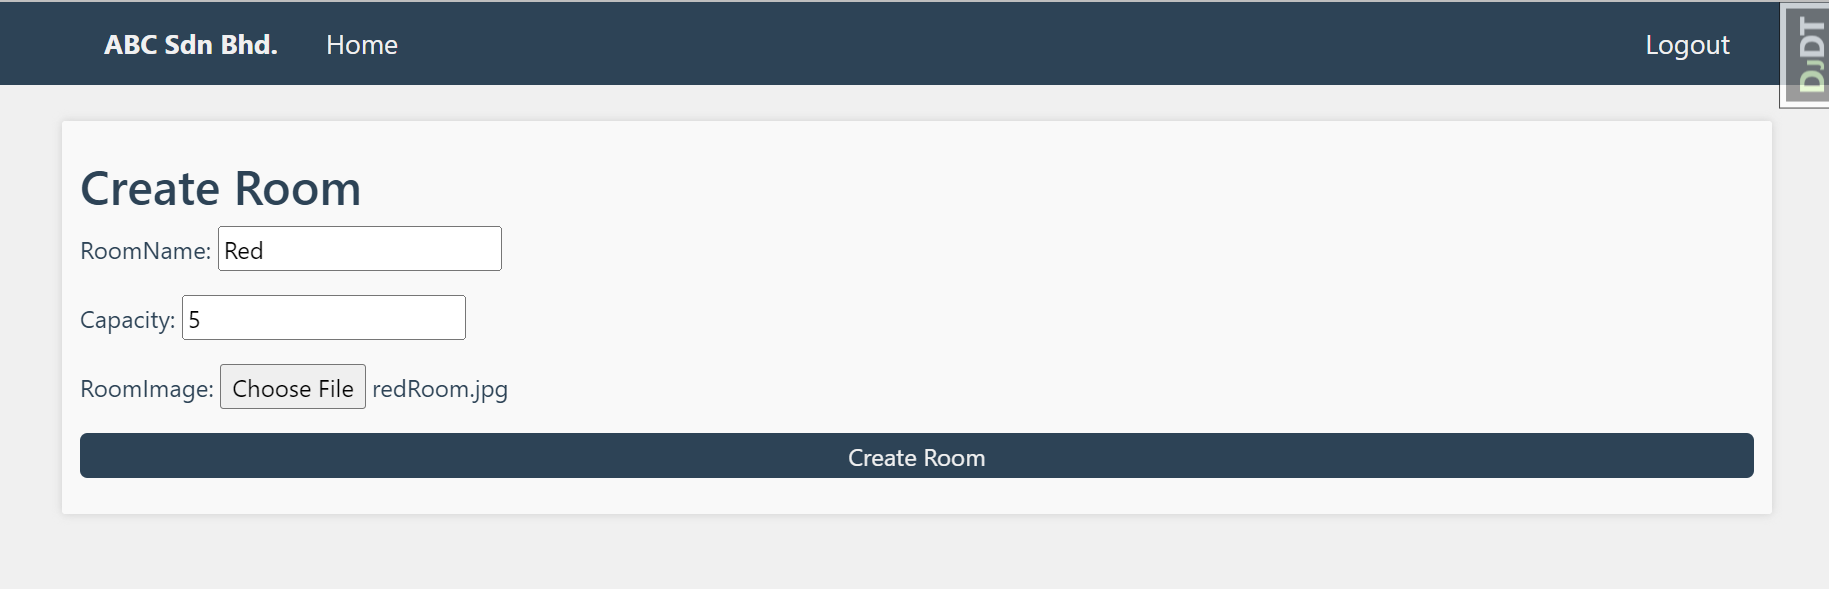 ABC Sdn Bhd. Home Logout
DJDT
Create Room
RoomName: Red
Capacity: 5
RoomImage: Choose File redRoom.jpg
Create Room